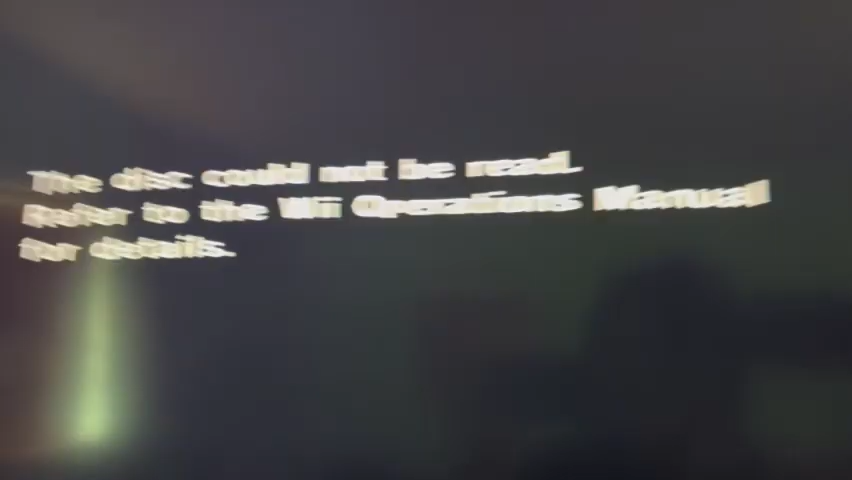 The disc could not be read.
Refer to the Wii Operations Manual
for details.